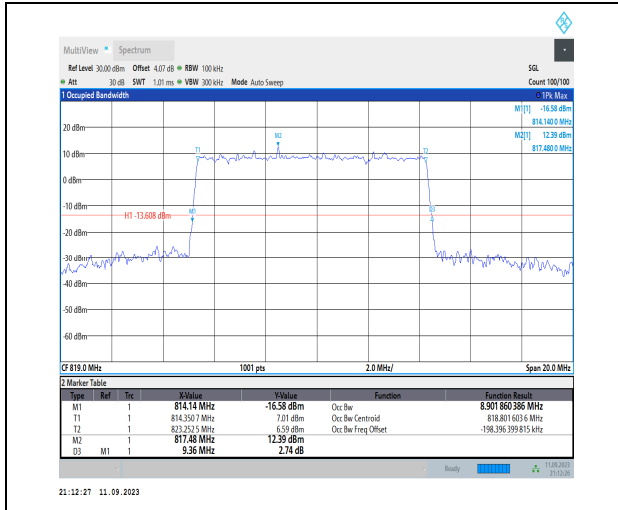 MultiView Spectrum
Ref Level 30.00 dBm Offset 4.07 dB RBW 100 kHz SGL
Att 30 dB SWT 1.01 ms VBW 300 kHz Mode Auto Sweep Count 100/100
1 Occupied Bandwidth 1Pk Max
M1[1] -16.58 dBm
814.140 0 MHz
M2[1] 12.39 dBm
817.480 0 MHz
20 dBm
M2
10 dBm
T1 T2
0 dBm
-10 dBm
H1 -13.608 dBm M1
-20 dBm
-30 dBm
-40 dBm
-50 dBm
-60 dBm
CF 819.0 MHz 1001 pts 2.0 MHz/ Span 20.0 MHz
2 Marker Table
Type Ref Trc X-Value Y-Value Function Function Result
M1 1 814.14 MHz -16.58 dBm Occ Bw 8.901 860 386 MHz
T1 1 814.350 7 MHz 7.01 dBm Occ Bw Centroid 818.801 603 6 MHz
T2 1 823.252 5 MHz 6.59 dBm Occ Bw Freq Offset -198.396 399 815 kHz
M2 1 817.48 MHz 12.39 dBm
D3 M1 1 9.36 MHz 2.74 dB
Ready 11.09.2023
21:12:26
21:12:27 11.09.2023